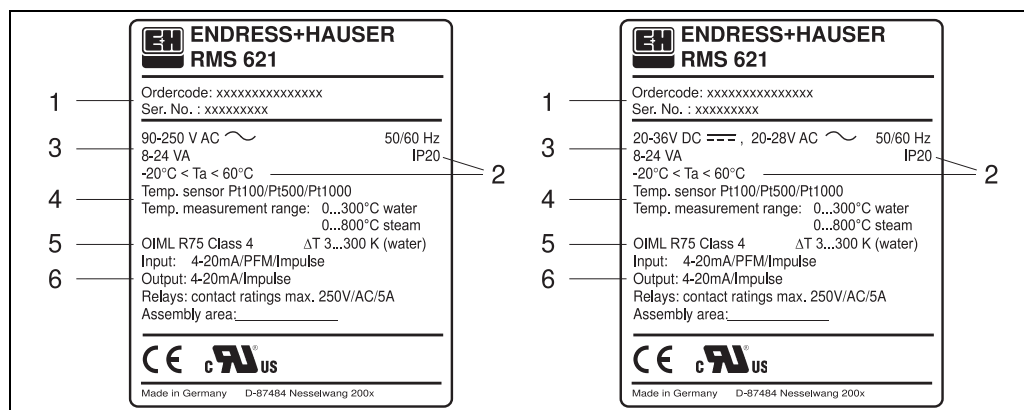 E+H ENDRESS+HAUSER
RMS 621
1 Ordercode: xxxxxxxxxxxxxxx
Ser. No. : xxxxxxxxx
3 90-250 V AC 50/60 Hz
8-24 VA IP20
2
-20°C < Ta < 60°C
4 Temp. sensor Pt100/Pt500/Pt1000
Temp. measurement range: 0...300°C water
0...800°C steam
5 OIML R75 Class 4 ΔT 3...300 K (water)
Input: 4-20mA/PFM/Impulse
6 Output: 4-20mA/Impulse
Relays: contact ratings max. 250V/AC/5A
Assembly area:
CE c RU ® US
Made in Germany D-87484 Nesselwang 200x
E+H ENDRESS+HAUSER
RMS 621
1 Ordercode: xxxxxxxxxxxxxxx
Ser. No. : xxxxxxxxx
3 20-36V DC , 20-28V AC 50/60 Hz
8-24 VA IP20
2
-20°C < Ta < 60°C
4 Temp. sensor Pt100/Pt500/Pt1000
Temp. measurement range: 0...300°C water
0...800°C steam
5 OIML R75 Class 4 ΔT 3...300 K (water)
Input: 4-20mA/PFM/Impulse
6 Output: 4-20mA/Impulse
Relays: contact ratings max. 250V/AC/5A
Assembly area:
CE c RU ® US
Made in Germany D-87484 Nesselwang 200x